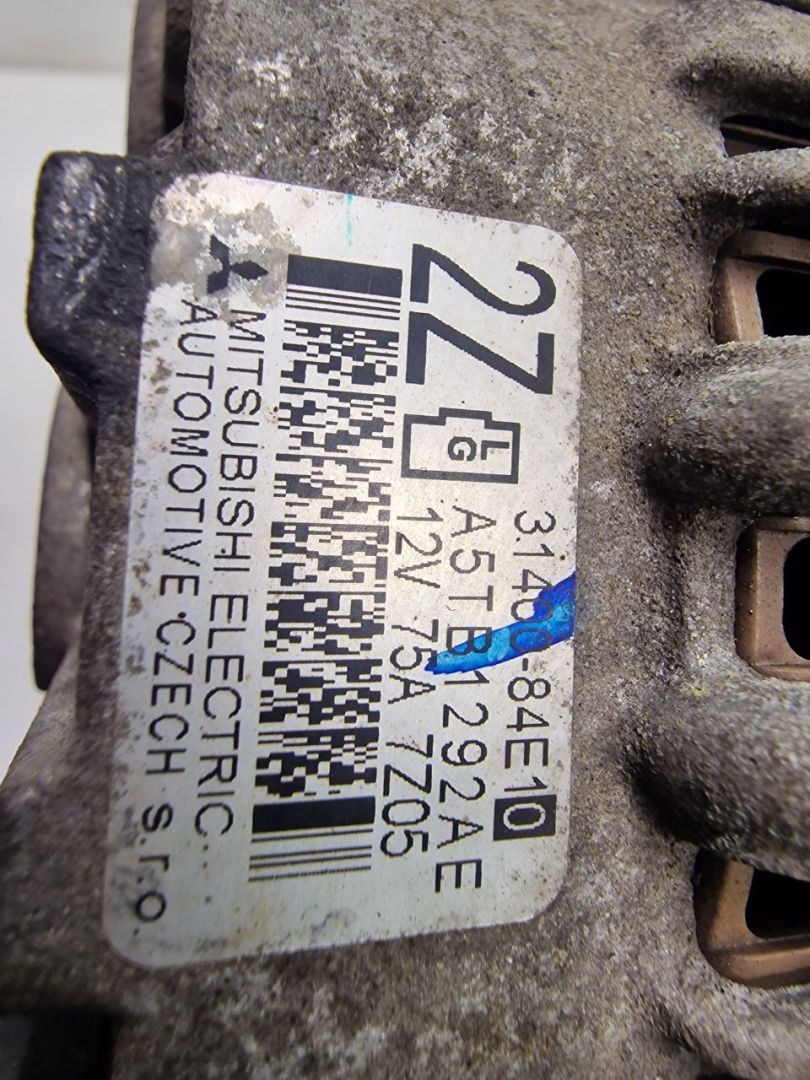 2Z
L
G
31400-84E10
A5TB1292AE
12V 75A 7Z05
MITSUBISHI ELECTRIC
AUTOMOTIVE CZECH s.r.o.